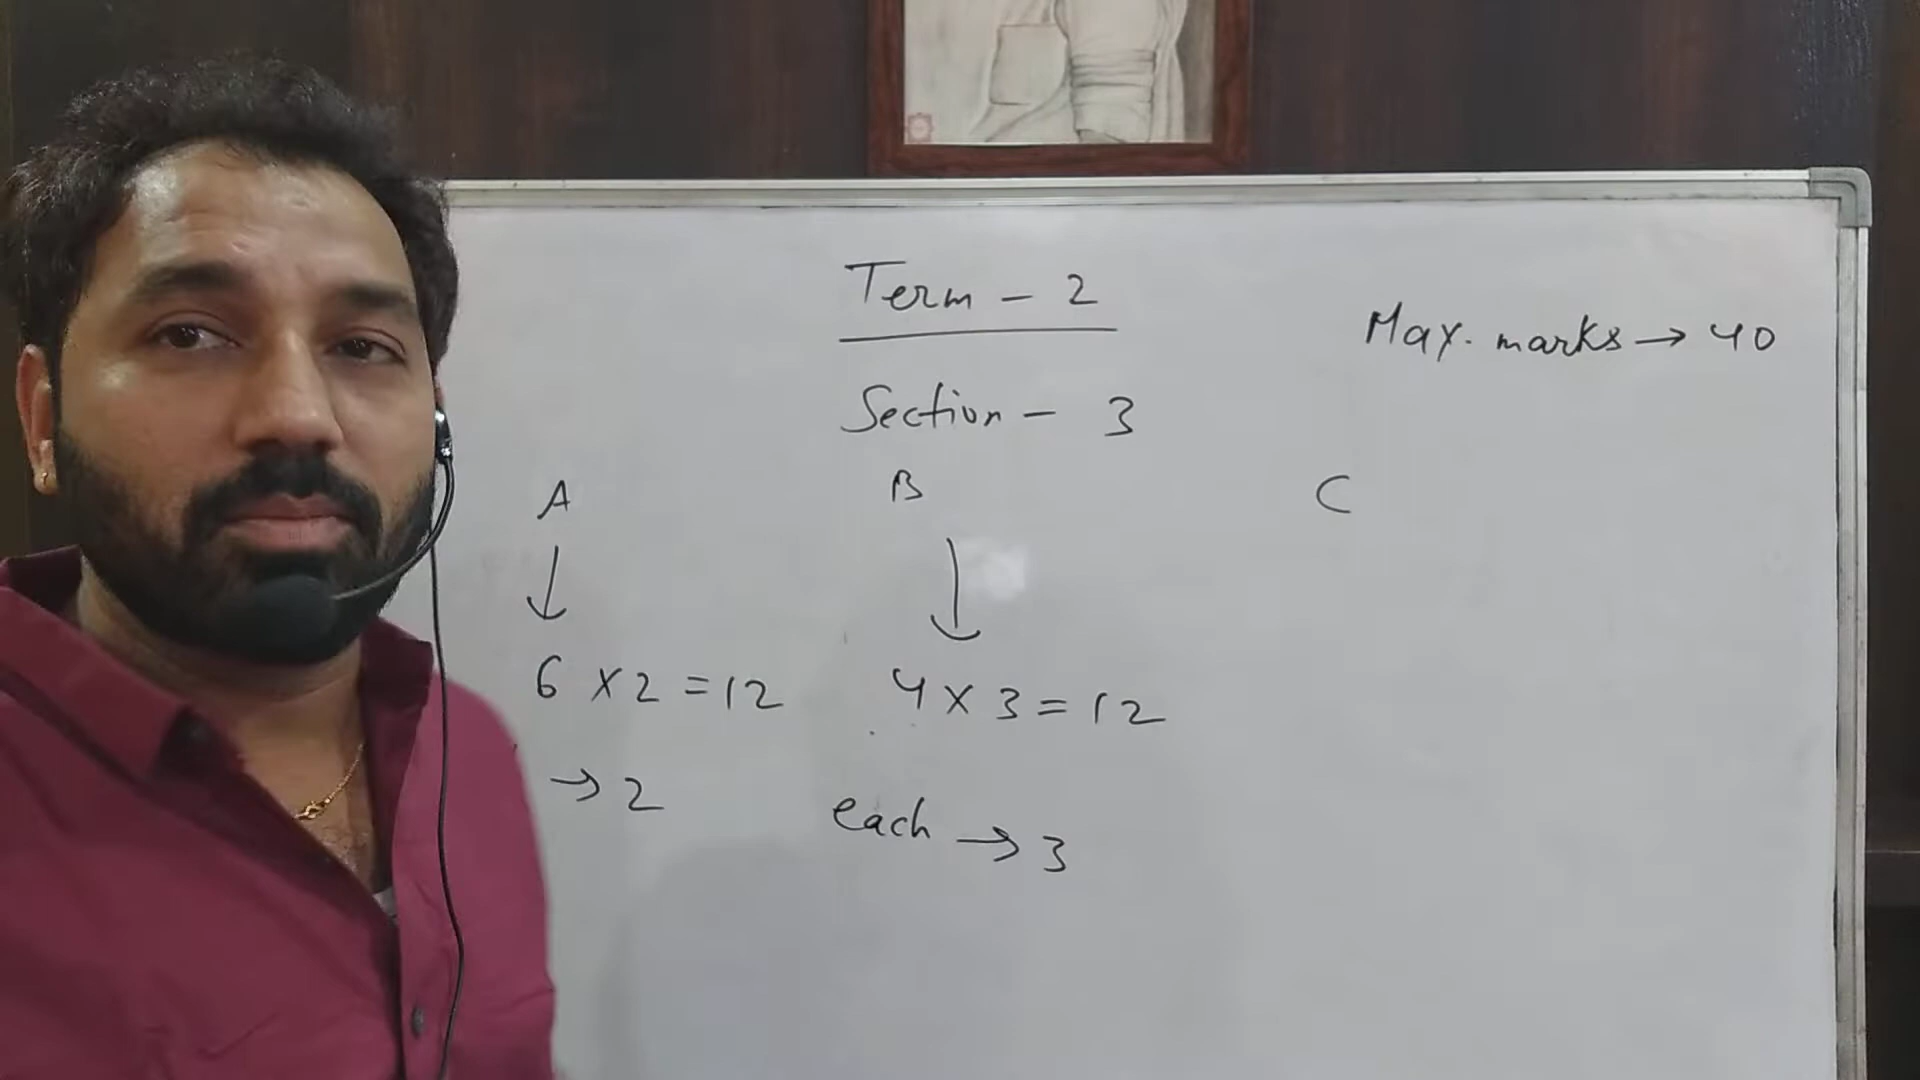 Term - 2
Max. marks → 40
Section - 3
A B C
↓ ↓
6 x 2 = 12 4 x 3 = 12
→ 2 each → 3